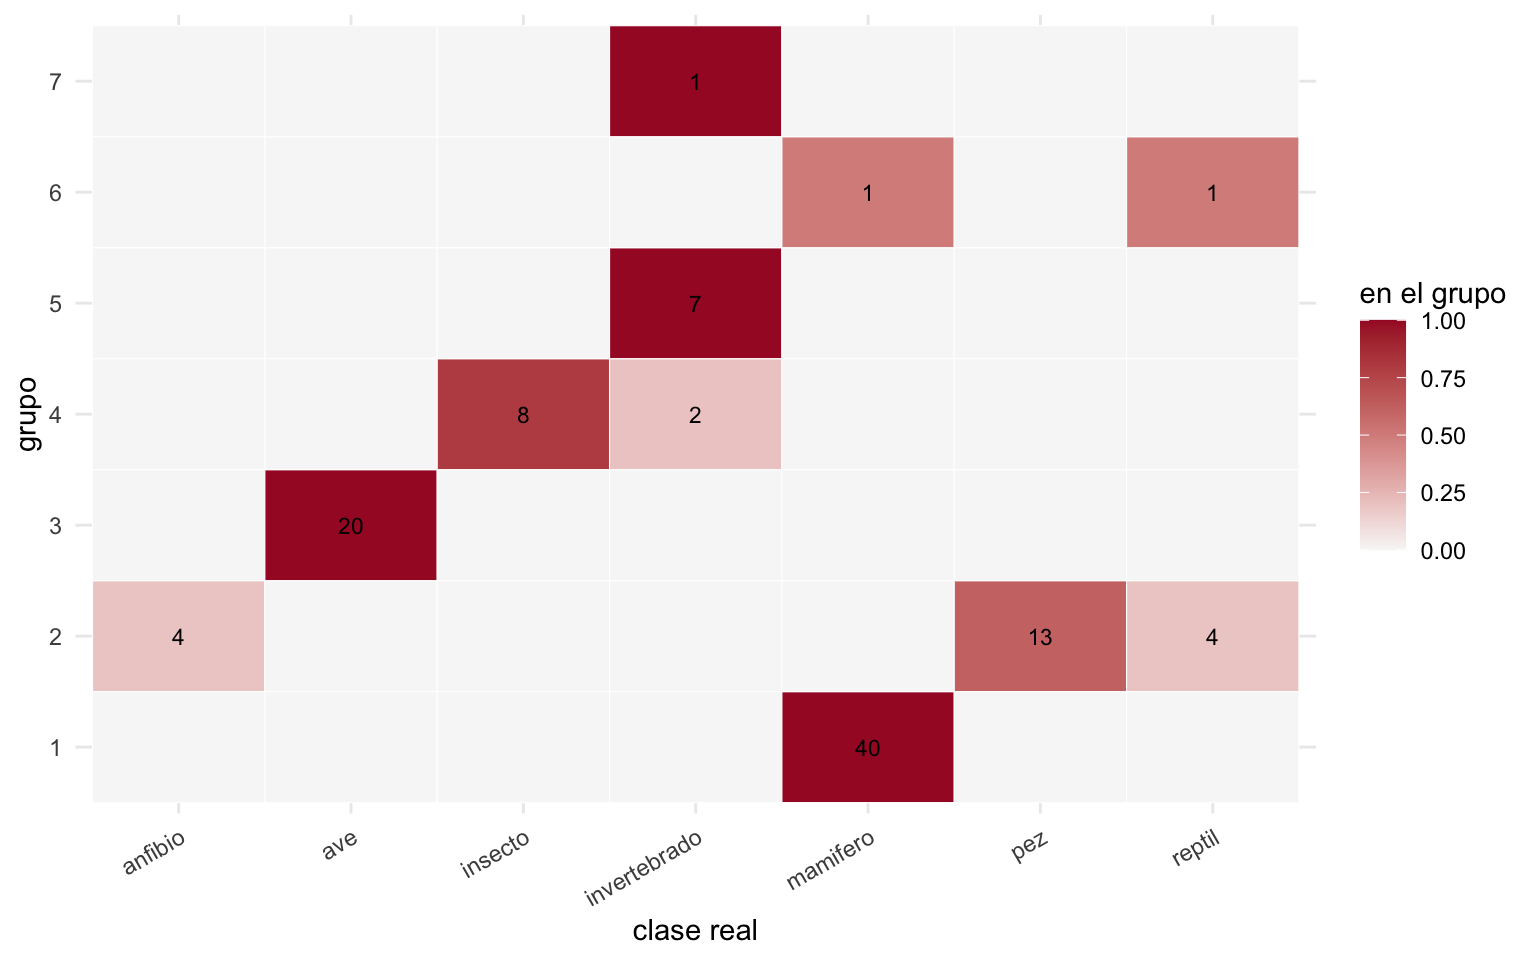 7
1
6
1
1
5
7
4
8
2
3
20
2
4
13
4
1
40
grupo
anfibio
ave
insecto
invertebrado
mamifero
pez
reptil
clase real
en el grupo
1.00
0.75
0.50
0.25
0.00